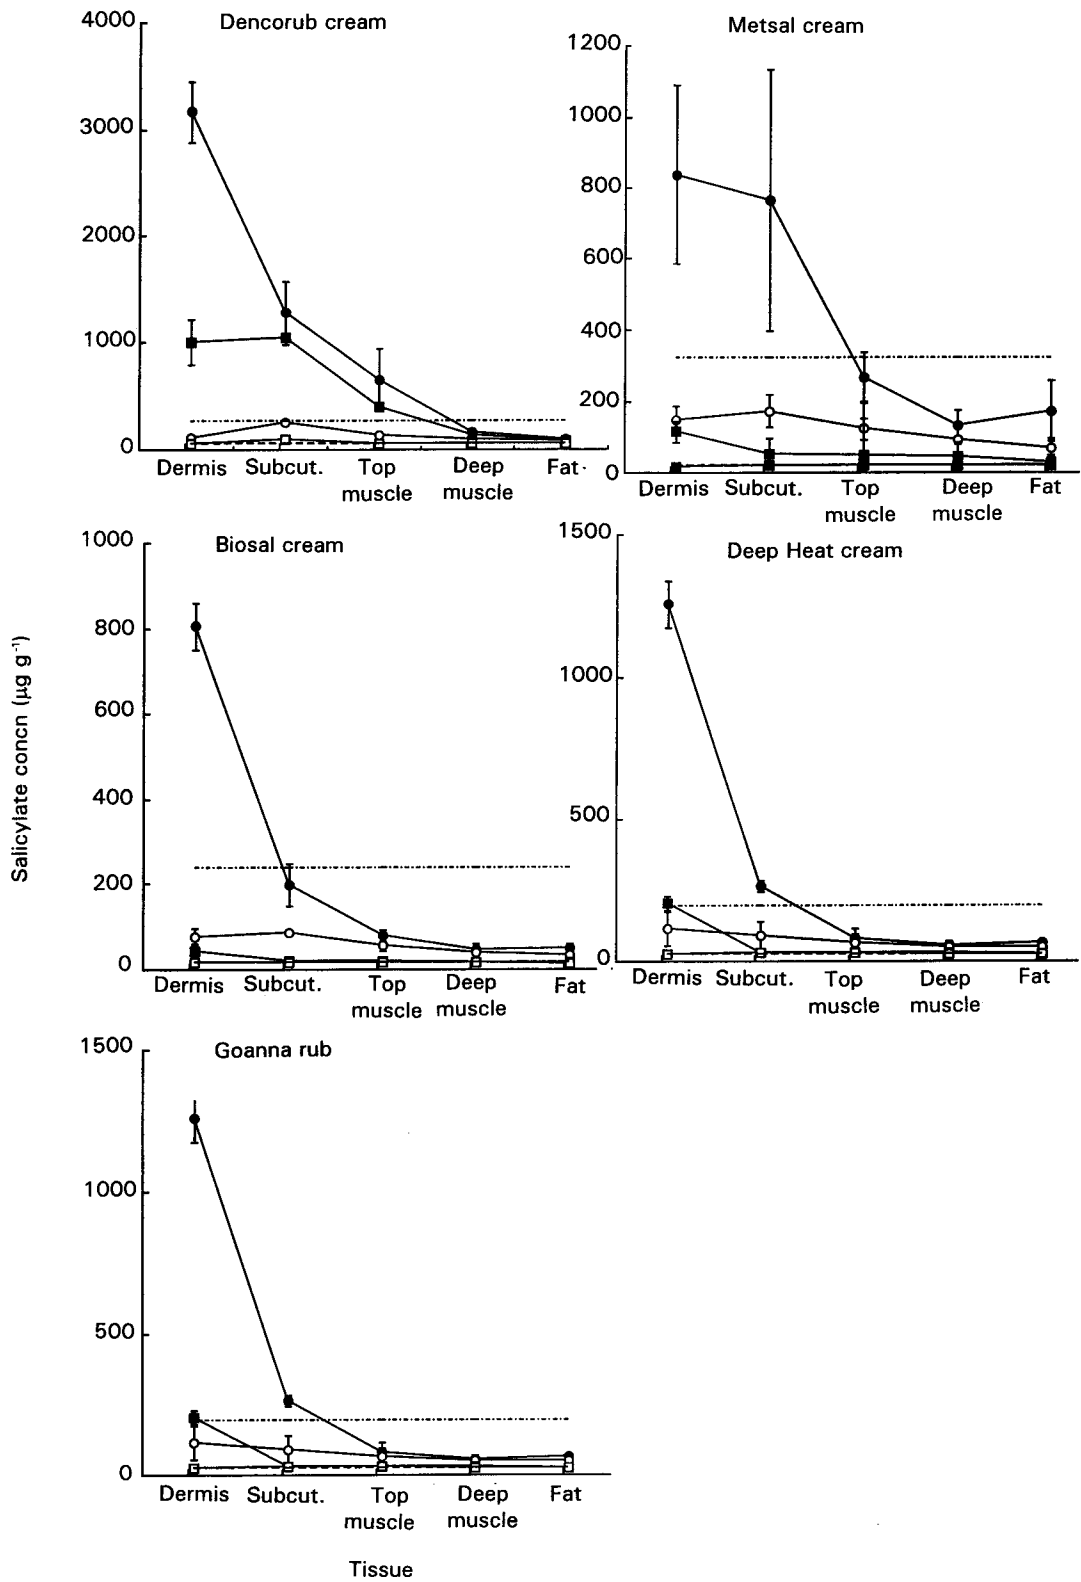 Dencorub cream
4000
3000
2000
1000
0
Dermis Subcut. Top muscle Deep muscle Fat
Metsal cream
1200
1000
800
600
400
200
0
Dermis Subcut. Top muscle Deep muscle Fat
Biosal cream
1000
800
600
400
200
0
Dermis Subcut. Top muscle Deep muscle Fat
Deep Heat cream
1500
1000
500
0
Dermis Subcut. Top muscle Deep muscle Fat
Goanna rub
1500
1000
500
0
Dermis Subcut. Top muscle Deep muscle Fat
Salicylate concn (μg g⁻¹)
Tissue